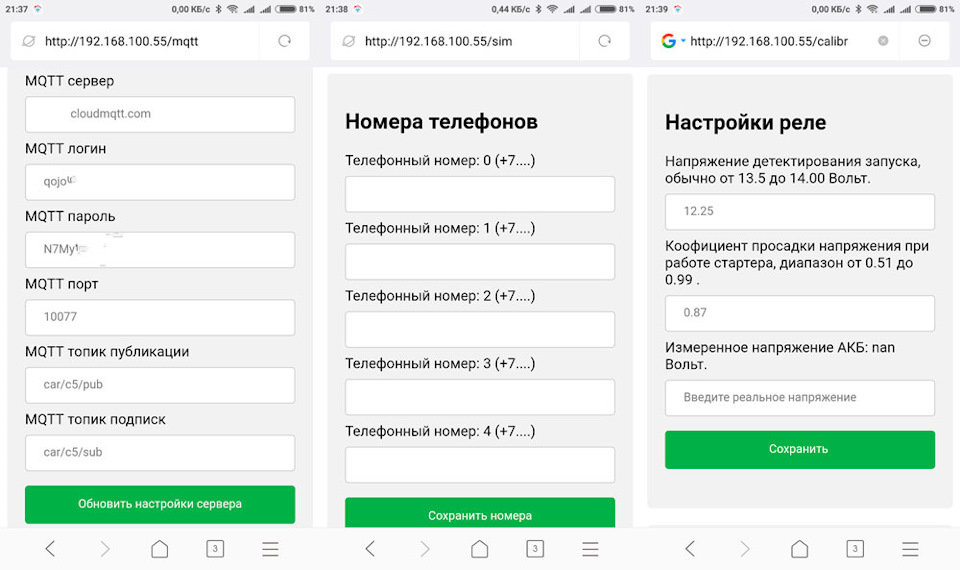 21:37
0,00 КБ/с
81%
http://192.168.100.55/mqtt
MQTT сервер
cloudmqtt.com
MQTT логин
qojo
MQTT пароль
N7My
MQTT порт
10077
MQTT топик публикации
car/c5/pub
MQTT топик подписк
car/c5/sub
Обновить настройки сервера
3
21:38
0,44 КБ/с
81%
http://192.168.100.55/sim
Номера телефонов
Телефонный номер: 0 (+7....)
Телефонный номер: 1 (+7....)
Телефонный номер: 2 (+7....)
Телефонный номер: 3 (+7....)
Телефонный номер: 4 (+7....)
Сохранить номера
3
21:39
0,00 КБ/с
81%
http://192.168.100.55/calibr
Настройки реле
Напряжение детектирования запуска,
обычно от 13.5 до 14.00 Вольт.
12.25
Коофициент просадки напряжения при
работе стартера, диапазон от 0.51 до
0.99 .
0.87
Измеренное напряжение АКБ: nan
Вольт.
Введите реальное напряжение
Сохранить
3